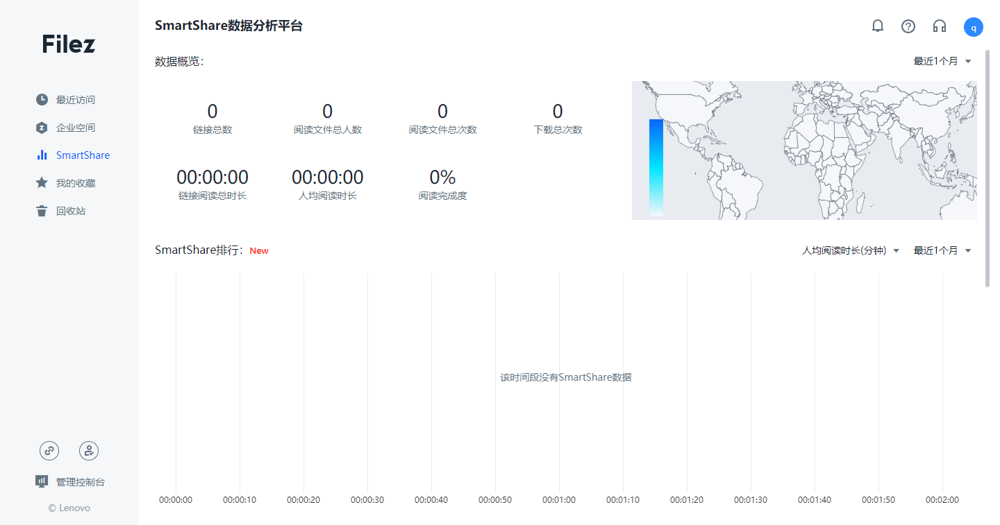 Filez
最近访问
企业空间
SmartShare
我的收藏
回收站
管理控制台
© Lenovo
SmartShare数据分析平台
q
数据概览：
最近1个月
0 0 0 0
链接总数 阅读文件总人数 阅读文件总次数 下载总次数
00:00:00 00:00:00 0%
链接阅读总时长 人均阅读时长 阅读完成度
SmartShare排行： New
人均阅读时长(分钟) 最近1个月
该时间段没有SmartShare数据
00:00:00 00:00:10 00:00:20 00:00:30 00:00:40 00:00:50 00:01:00 00:01:10 00:01:20 00:01:30 00:01:40 00:01:50 00:02:00